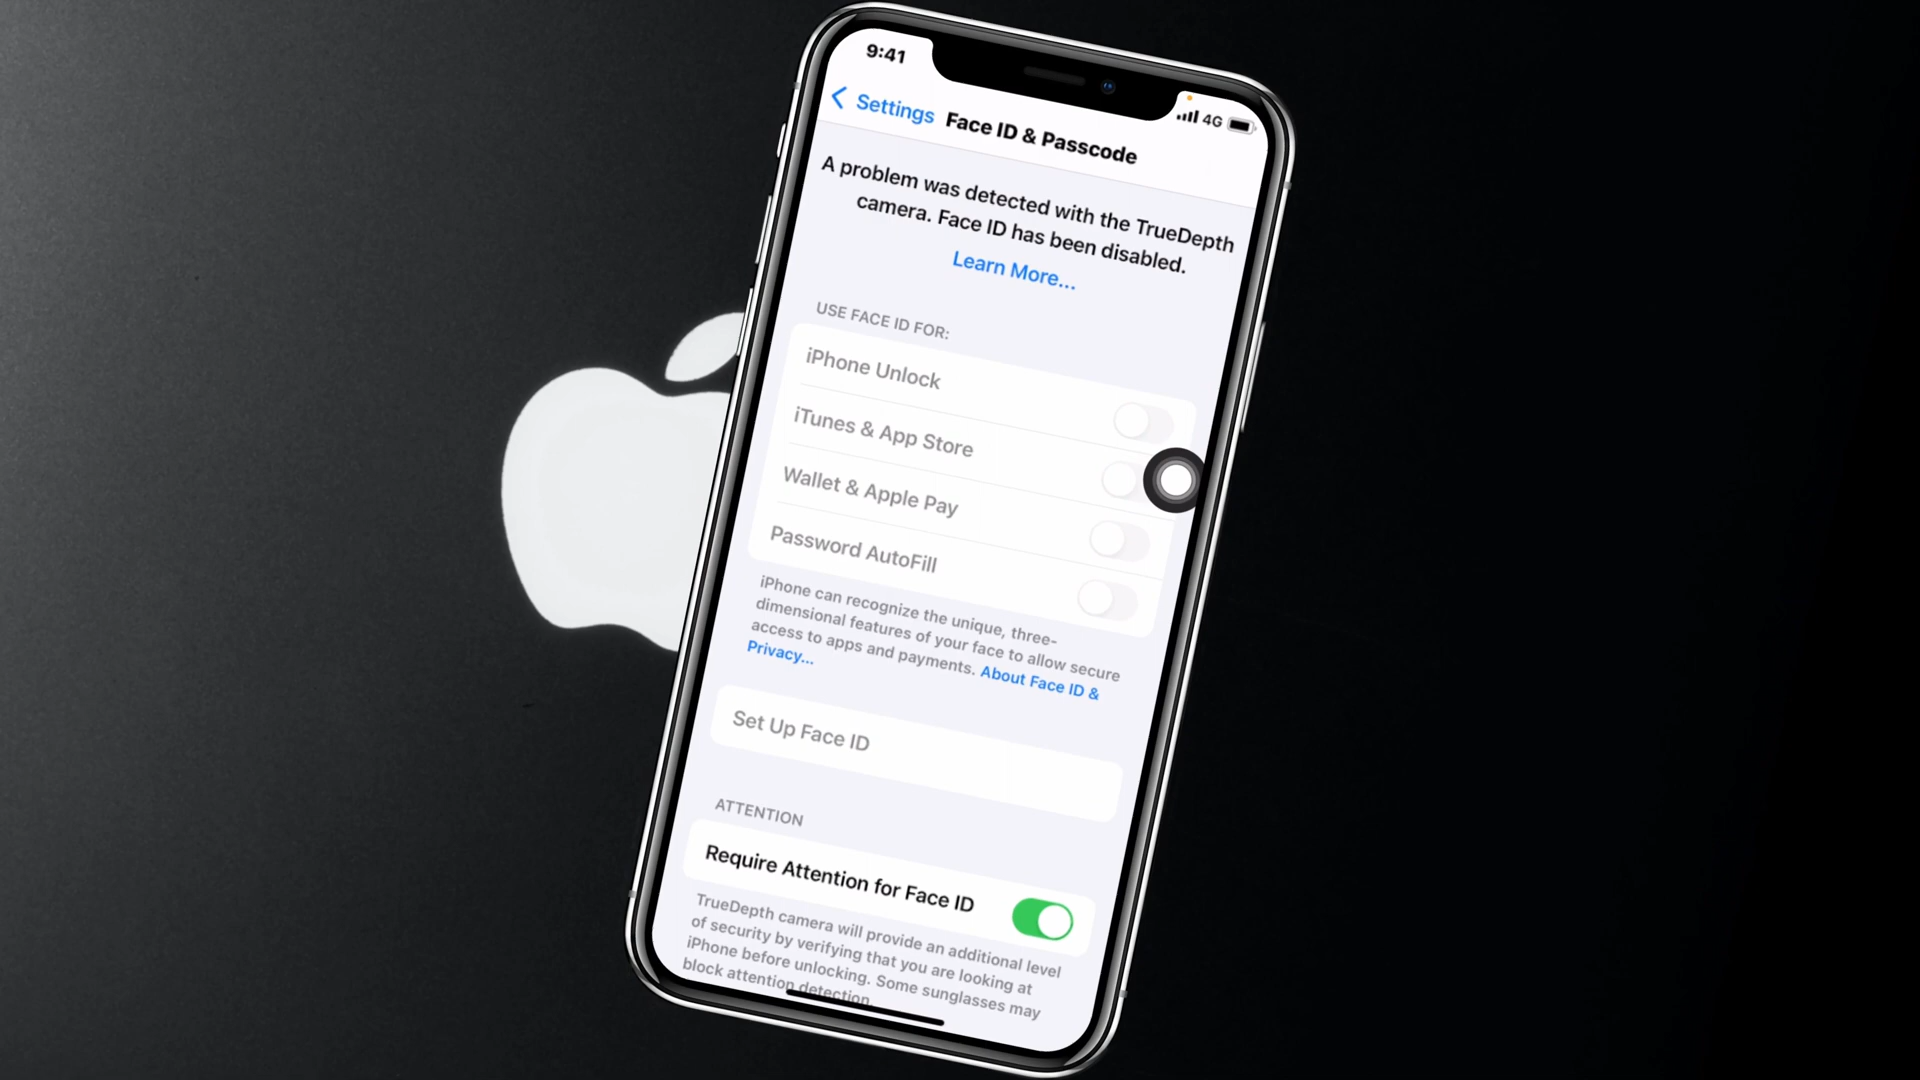 9:41
4G
Settings Face ID & Passcode
A problem was detected with the TrueDepth
camera. Face ID has been disabled.
Learn More...
USE FACE ID FOR:
iPhone Unlock
iTunes & App Store
Wallet & Apple Pay
Password AutoFill
iPhone can recognize the unique, three-
dimensional features of your face to allow secure
access to apps and payments. About Face ID &
Privacy...
Set Up Face ID
ATTENTION
Require Attention for Face ID
TrueDepth camera will provide an additional level
of security by verifying that you are looking at
iPhone before unlocking. Some sunglasses may
block attention detection.